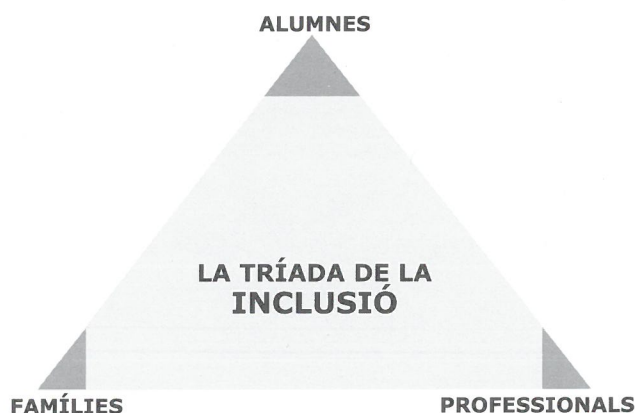 ALUMNES
LA TRÍADA DE LA
INCLUSIÓ
FAMÍLIES
PROFESSIONALS